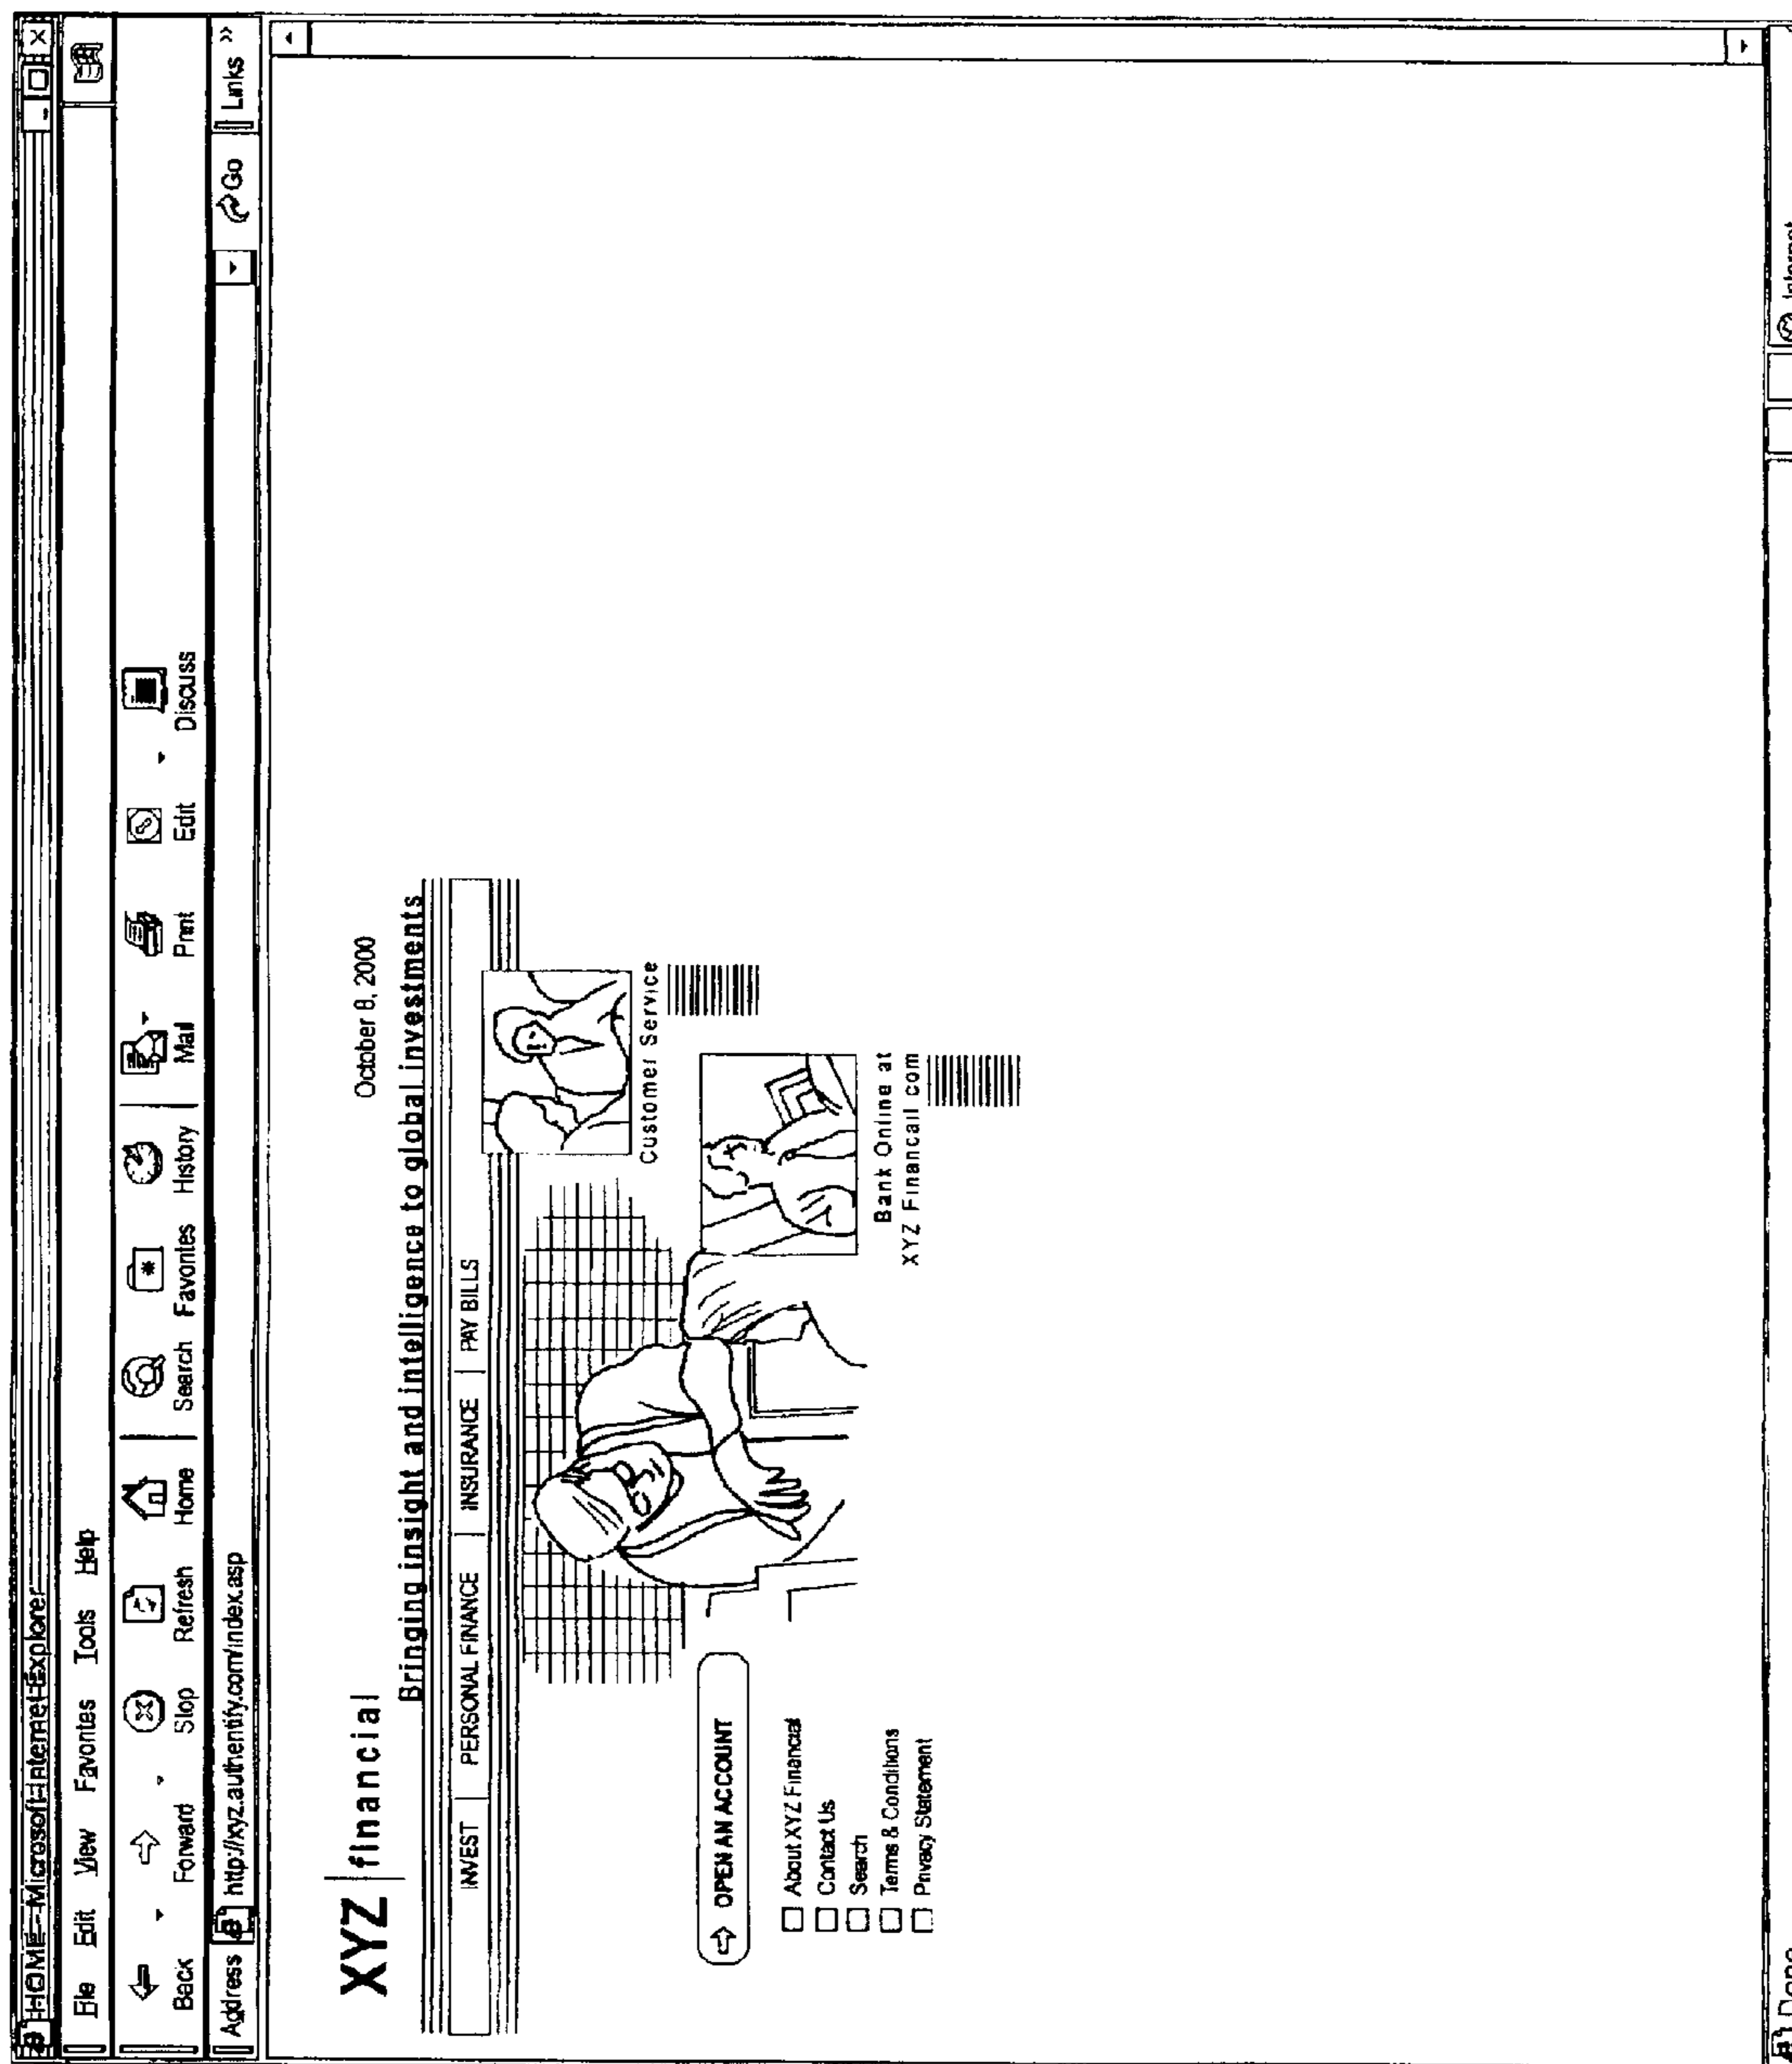 HOME - Microsoft Internet Explorer
File Edit View Favorites Tools Help
Back Forward Stop Refresh Home Search Favorites History Mail Print Edit Discuss
Address http://xyz.authentify.com/index.asp Go Links »
XYZ financial
October 8, 2000
Bringing insight and intelligence to global investments
INVEST PERSONAL FINANCE INSURANCE PAY BILLS
Customer Service
OPEN AN ACCOUNT
About XYZ Financial
Contact Us
Search
Terms & Conditions
Privacy Statement
Bank Online at
XYZ Financail com
Done Internet